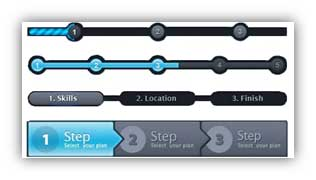 1 2 3
1 2 3 4 5
1. Skills 2. Location 3. Finish
1 Step 2 Step 3 Step
Select your plan Select your plan Select your plan